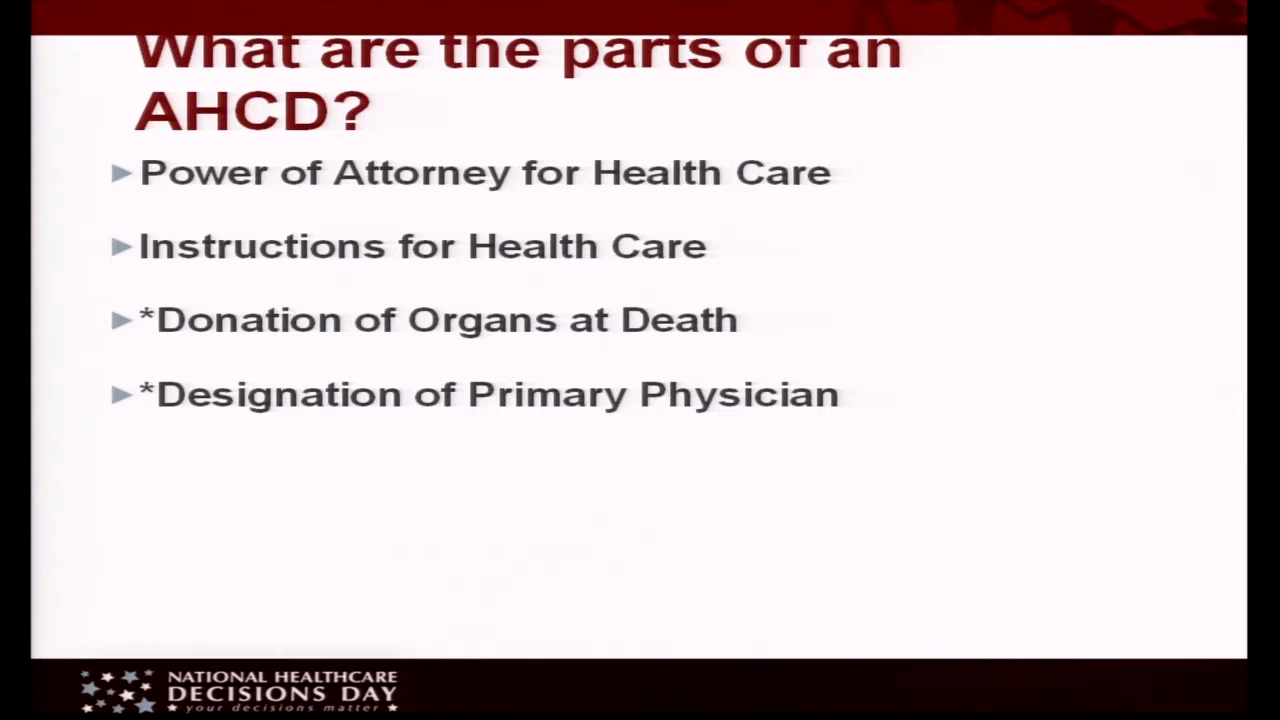 What are the parts of an
AHCD?
Power of Attorney for Health Care
Instructions for Health Care
*Donation of Organs at Death
*Designation of Primary Physician
NATIONAL HEALTHCARE
DECISIONS DAY
your decisions matter